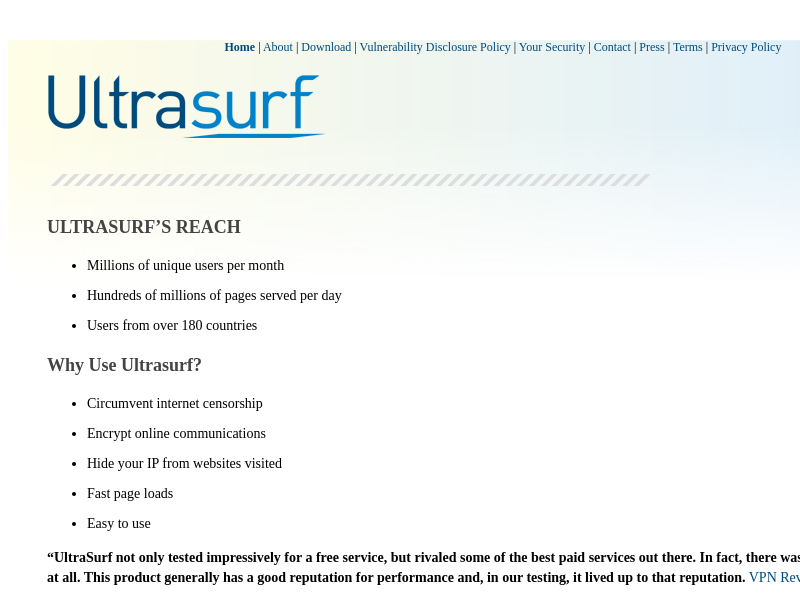 Home | About | Download | Vulnerability Disclosure Policy | Your Security | Contact | Press | Terms | Privacy Policy
Ultrasurf
ULTRASURF’S REACH
Millions of unique users per month
Hundreds of millions of pages served per day
Users from over 180 countries
Why Use Ultrasurf?
Circumvent internet censorship
Encrypt online communications
Hide your IP from websites visited
Fast page loads
Easy to use
“UltraSurf not only tested impressively for a free service, but rivaled some of the best paid services out there. In fact, there was
at all. This product generally has a good reputation for performance and, in our testing, it lived up to that reputation. VPN